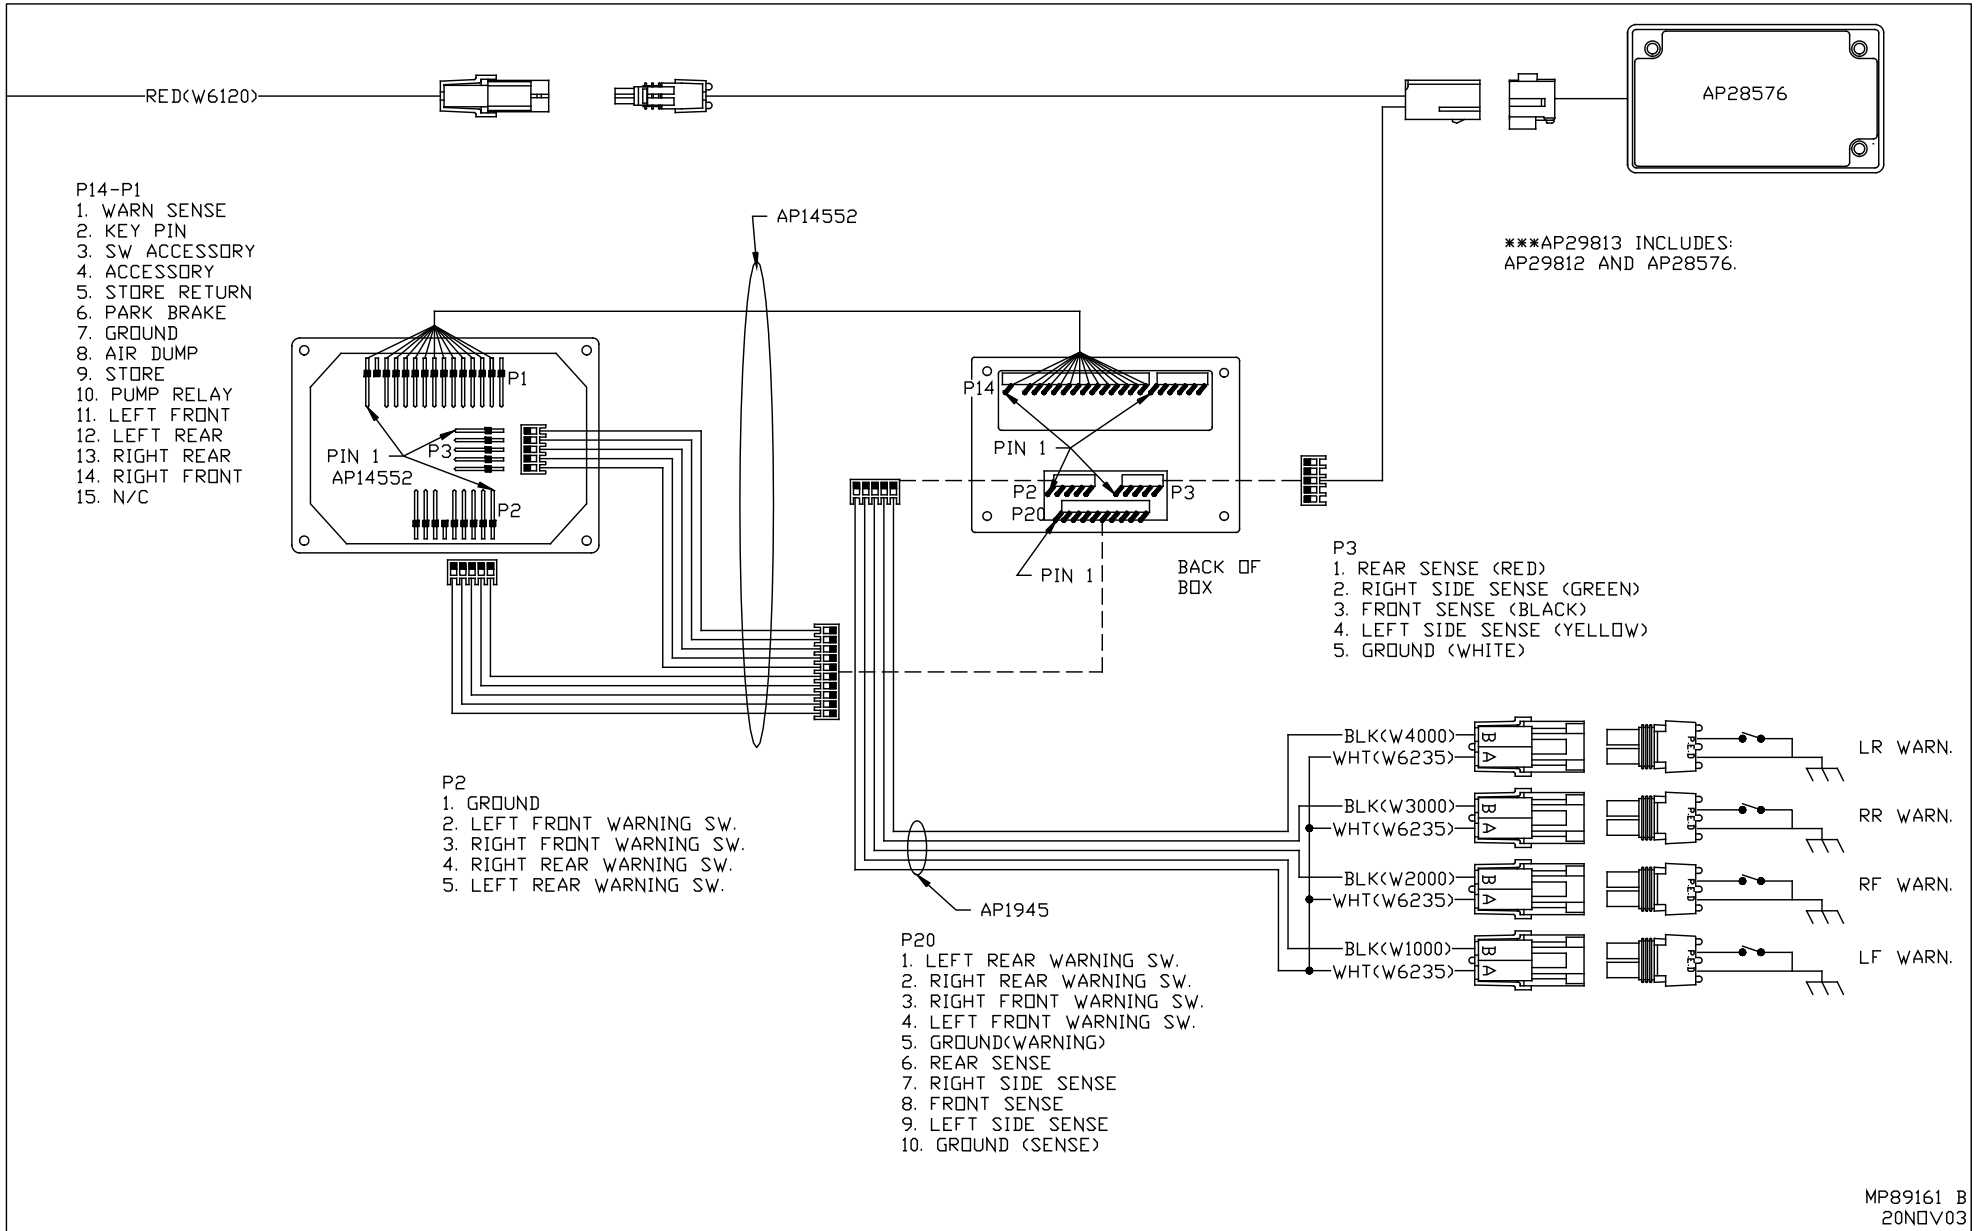 RED(W6120)
AP28576
P14-P1
1. WARN SENSE
2. KEY PIN
3. SW ACCESSORY
4. ACCESSORY
5. STORE RETURN
6. PARK BRAKE
7. GROUND
8. AIR DUMP
9. STORE
10. PUMP RELAY
11. LEFT FRONT
12. LEFT REAR
13. RIGHT REAR
14. RIGHT FRONT
15. N/C
AP14552
***AP29813 INCLUDES:
AP29812 AND AP28576.
P1
P3
PIN 1
AP14552
P2
P14
PIN 1
P2
P3
P20
PIN 1
BACK OF
BOX
P3
1. REAR SENSE (RED)
2. RIGHT SIDE SENSE (GREEN)
3. FRONT SENSE (BLACK)
4. LEFT SIDE SENSE (YELLOW)
5. GROUND (WHITE)
P2
1. GROUND
2. LEFT FRONT WARNING SW.
3. RIGHT FRONT WARNING SW.
4. RIGHT REAR WARNING SW.
5. LEFT REAR WARNING SW.
AP1945
P20
1. LEFT REAR WARNING SW.
2. RIGHT REAR WARNING SW.
3. RIGHT FRONT WARNING SW.
4. LEFT FRONT WARNING SW.
5. GROUND(WARNING)
6. REAR SENSE
7. RIGHT SIDE SENSE
8. FRONT SENSE
9. LEFT SIDE SENSE
10. GROUND (SENSE)
BLK(W4000) B
WHT(W6235) A
P.E.D
LR WARN.
BLK(W3000) B
WHT(W6235) A
P.E.D
RR WARN.
BLK(W2000) B
WHT(W6235) A
P.E.D
RF WARN.
BLK(W1000) B
WHT(W6235) A
P.E.D
LF WARN.
MP89161 B
20NOV03